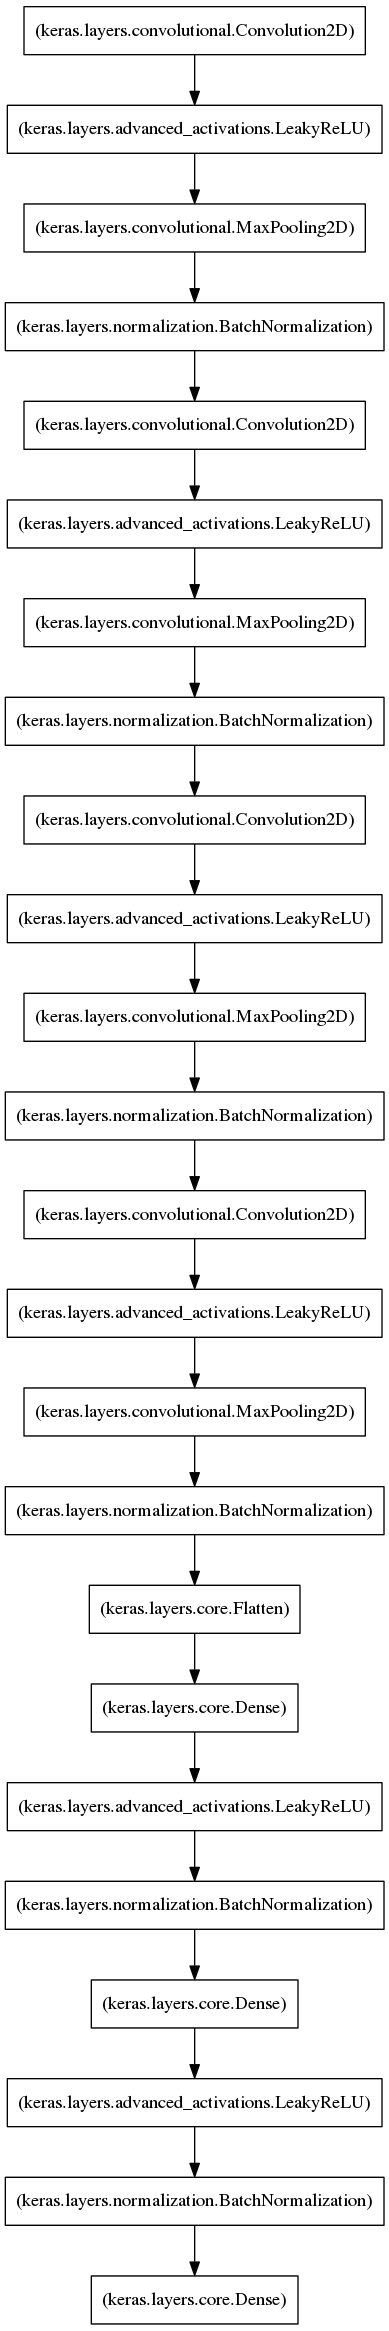 (keras.layers.convolutional.Convolution2D)
(keras.layers.advanced_activations.LeakyReLU)
(keras.layers.convolutional.MaxPooling2D)
(keras.layers.normalization.BatchNormalization)
(keras.layers.convolutional.Convolution2D)
(keras.layers.advanced_activations.LeakyReLU)
(keras.layers.convolutional.MaxPooling2D)
(keras.layers.normalization.BatchNormalization)
(keras.layers.convolutional.Convolution2D)
(keras.layers.advanced_activations.LeakyReLU)
(keras.layers.convolutional.MaxPooling2D)
(keras.layers.normalization.BatchNormalization)
(keras.layers.convolutional.Convolution2D)
(keras.layers.advanced_activations.LeakyReLU)
(keras.layers.convolutional.MaxPooling2D)
(keras.layers.normalization.BatchNormalization)
(keras.layers.core.Flatten)
(keras.layers.core.Dense)
(keras.layers.advanced_activations.LeakyReLU)
(keras.layers.normalization.BatchNormalization)
(keras.layers.core.Dense)
(keras.layers.advanced_activations.LeakyReLU)
(keras.layers.normalization.BatchNormalization)
(keras.layers.core.Dense)